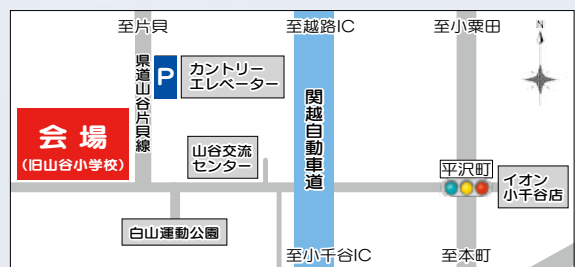 至片貝
至越路IC
至小粟田
N
県道山谷片貝線
P
カントリー
エレベーター
関越自動車道
会場
(旧山谷小学校)
山谷交流
センター
平沢町
イオン
小千谷店
白山運動公園
至小千谷IC
至本町